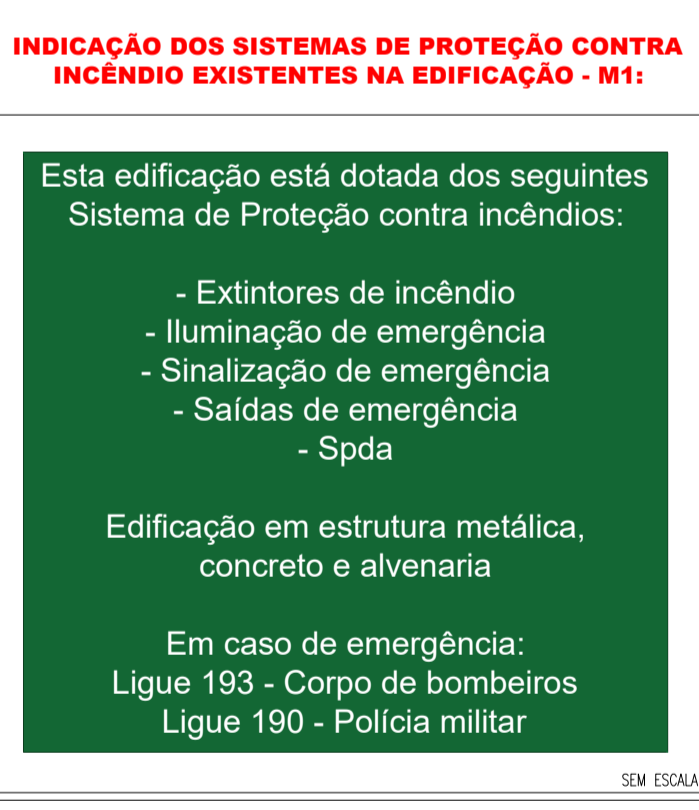 INDICAÇÃO DOS SISTEMAS DE PROTEÇÃO CONTRA
INCÊNDIO EXISTENTES NA EDIFICAÇÃO - M1:
Esta edificação está dotada dos seguintes
Sistema de Proteção contra incêndios:
- Extintores de incêndio
- Iluminação de emergência
- Sinalização de emergência
- Saídas de emergência
- Spda
Edificação em estrutura metálica,
concreto e alvenaria
Em caso de emergência:
Ligue 193 - Corpo de bombeiros
Ligue 190 - Polícia militar
SEM ESCALA